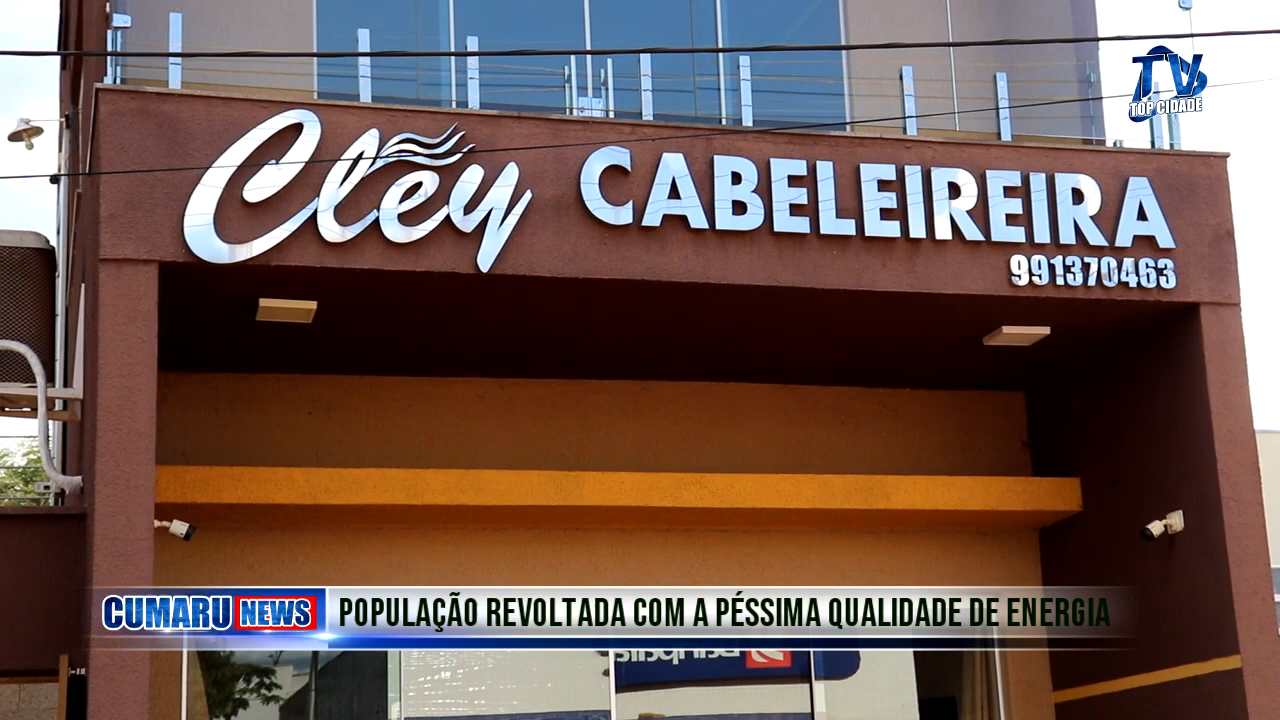 TV
TOP CIDADE
Cley CABELEIREIRA
991370463
CUMARU NEWS POPULAÇÃO REVOLTADA COM A PÉSSIMA QUALIDADE DE ENERGIA